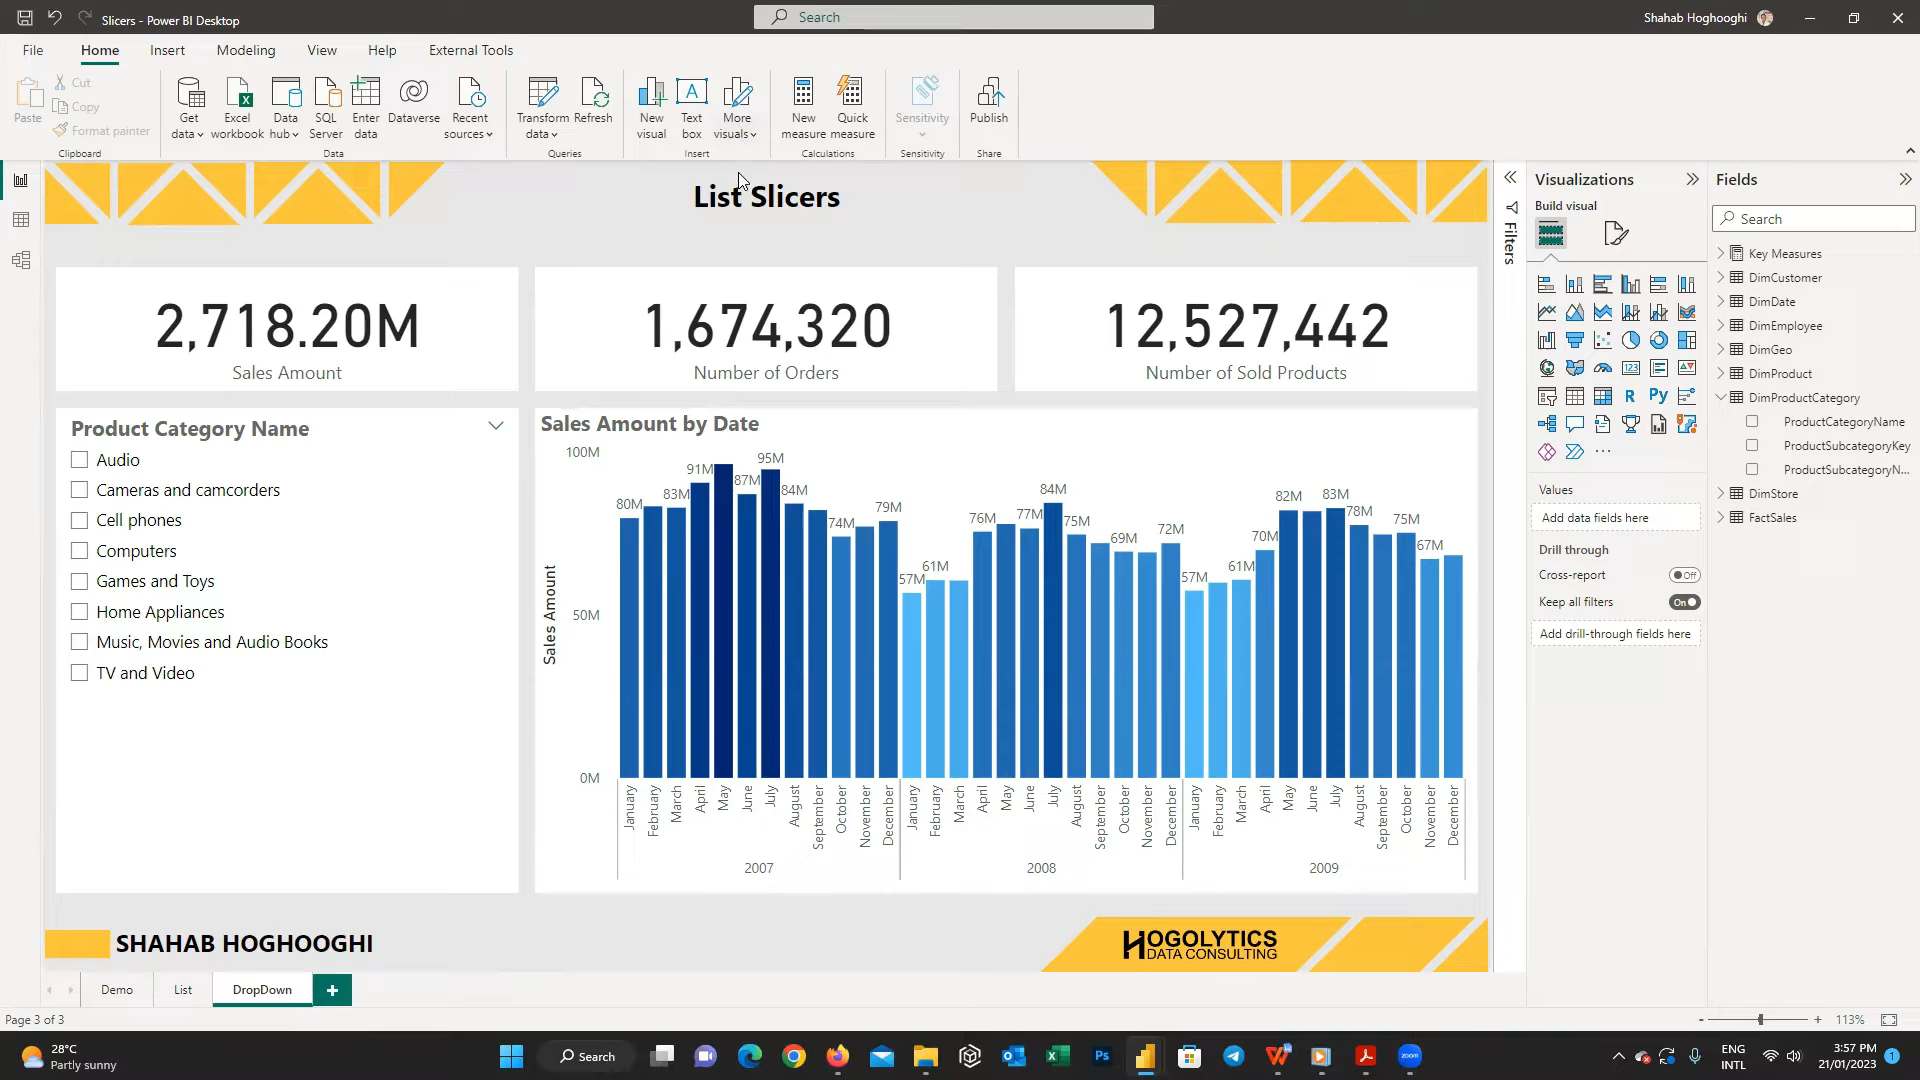 Slicers - Power BI Desktop
Search
Shahab Hoghooghi
File Home Insert Modeling View Help External Tools
Paste
Cut
Copy
Format painter
Clipboard
Get data
Excel workbook
Data hub
SQL Server
Enter data
Dataverse
Recent sources
Data
Transform data
Refresh
Queries
New visual
Text box
More visuals
Insert
New measure
Quick measure
Calculations
Sensitivity
Sensitivity
Publish
Share
List Slicers
2,718.20M
Sales Amount
1,674,320
Number of Orders
12,527,442
Number of Sold Products
Product Category Name
Audio
Cameras and camcorders
Cell phones
Computers
Games and Toys
Home Appliances
Music, Movies and Audio Books
TV and Video
Sales Amount by Date
Sales Amount
100M
50M
0M
80M 83M 91M 87M 95M 84M 74M 79M 57M 61M 76M 77M 84M 75M 69M 72M 57M 61M 70M 82M 83M 78M 75M 67M
January February March April May June July August September October November December January February March April May June July August September October November December January February March April May June July August September October November December
2007 2008 2009
SHAHAB HOGHOOGHI
HOGOLYTICS
DATA CONSULTING
Filters
Visualizations
Build visual
123
R
Py
Values
Add data fields here
Drill through
Cross-report
Off
Keep all filters
On
Add drill-through fields here
Fields
Search
Key Measures
DimCustomer
DimDate
DimEmployee
DimGeo
DimProduct
DimProductCategory
ProductCategoryName
ProductSubcategoryKey
ProductSubcategoryN...
DimStore
FactSales
Demo List DropDown +
Page 3 of 3
- + 113%
28°C
Partly sunny
Search
Ps
zoom
ENG
INTL
3:57 PM
21/01/2023
1